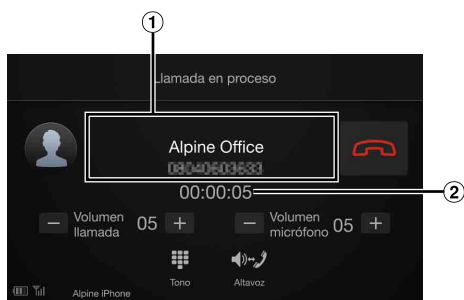 1
Llamada en proceso
Alpine Office
08040603633
00:00:05
2
Volumen llamada 05
Volumen micrófono 05
Tono
Altavoz
Alpine iPhone